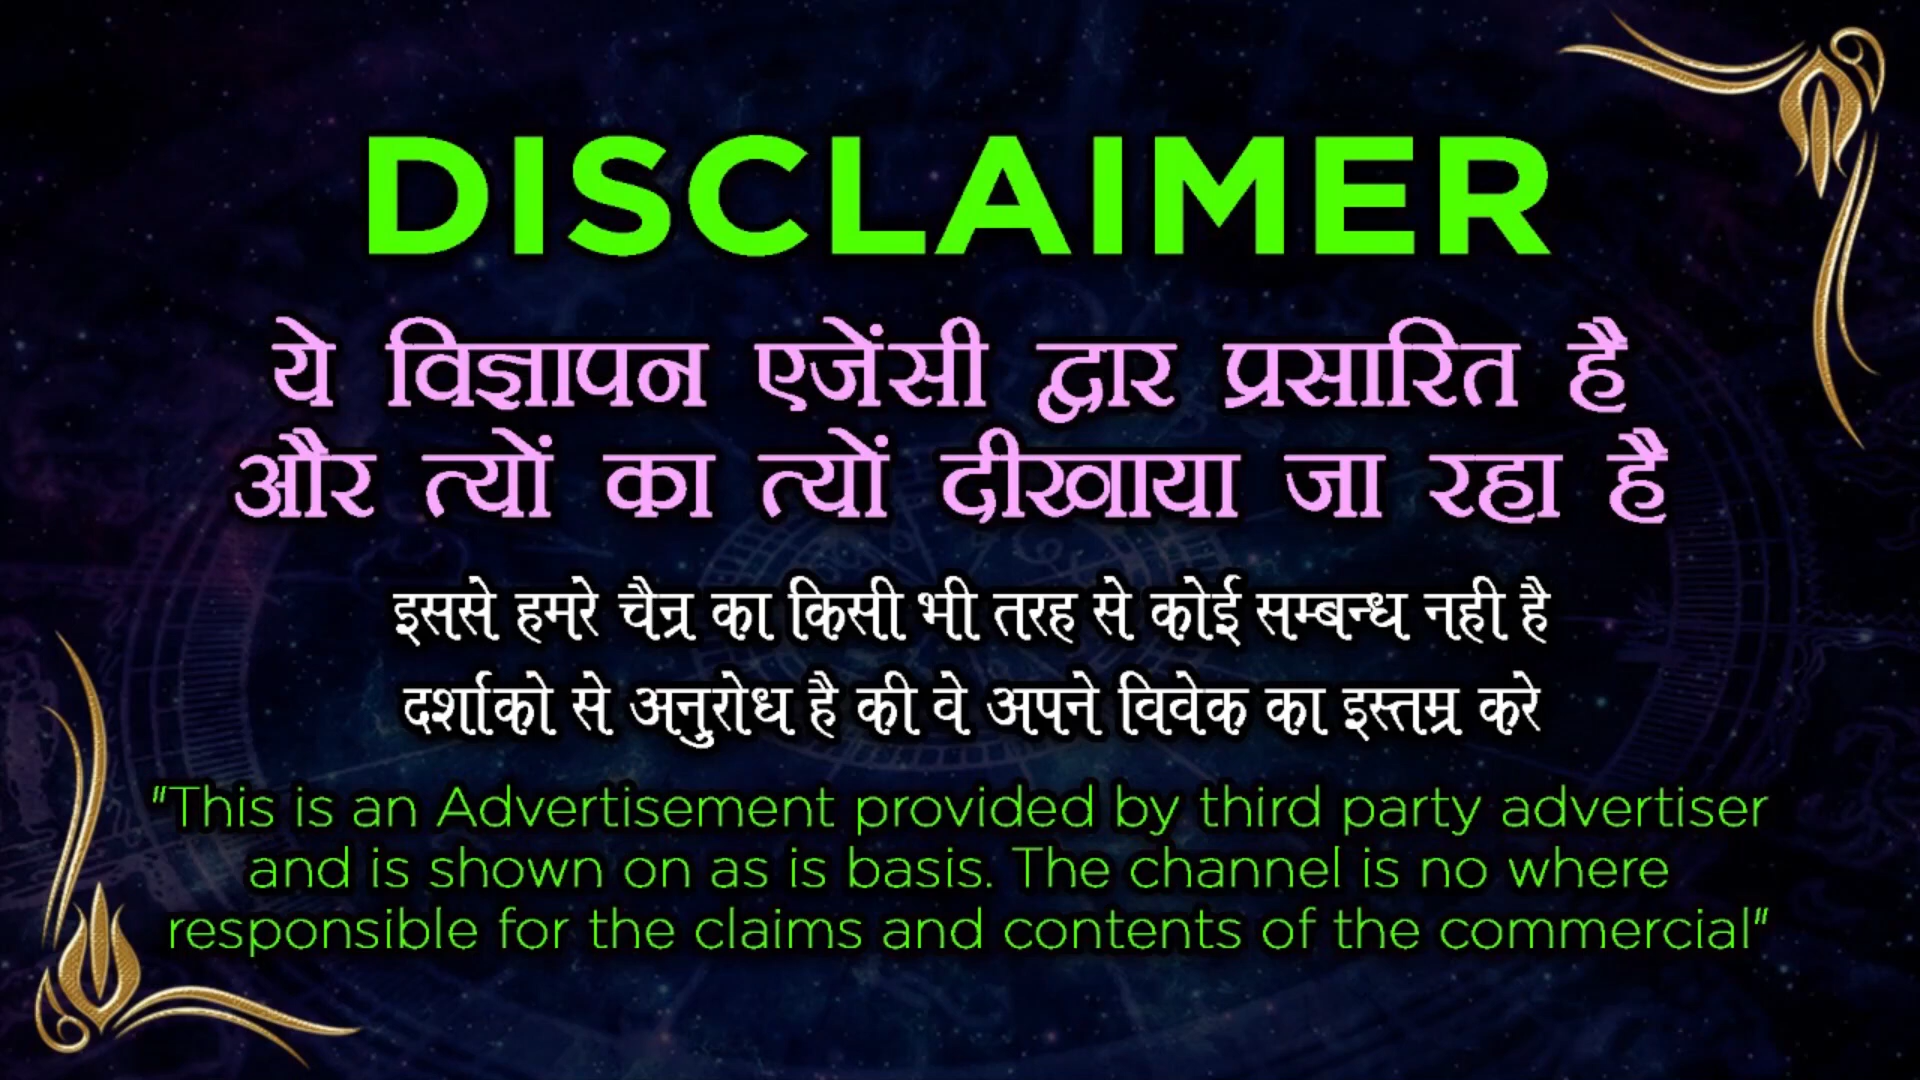 DISCLAIMER
ये विज्ञापन एजेंसी द्वार प्रसारित है
और त्यों का त्यों दीखाया जा रहा है
इससे हमरे चैन्र का किसी भी तरह से कोई सम्बन्ध नही है
दर्शाको से अनुरोध है की वे अपने विवेक का इस्तम्र करे
"This is an Advertisement provided by third party advertiser
and is shown on as is basis. The channel is no where
responsible for the claims and contents of the commercial"